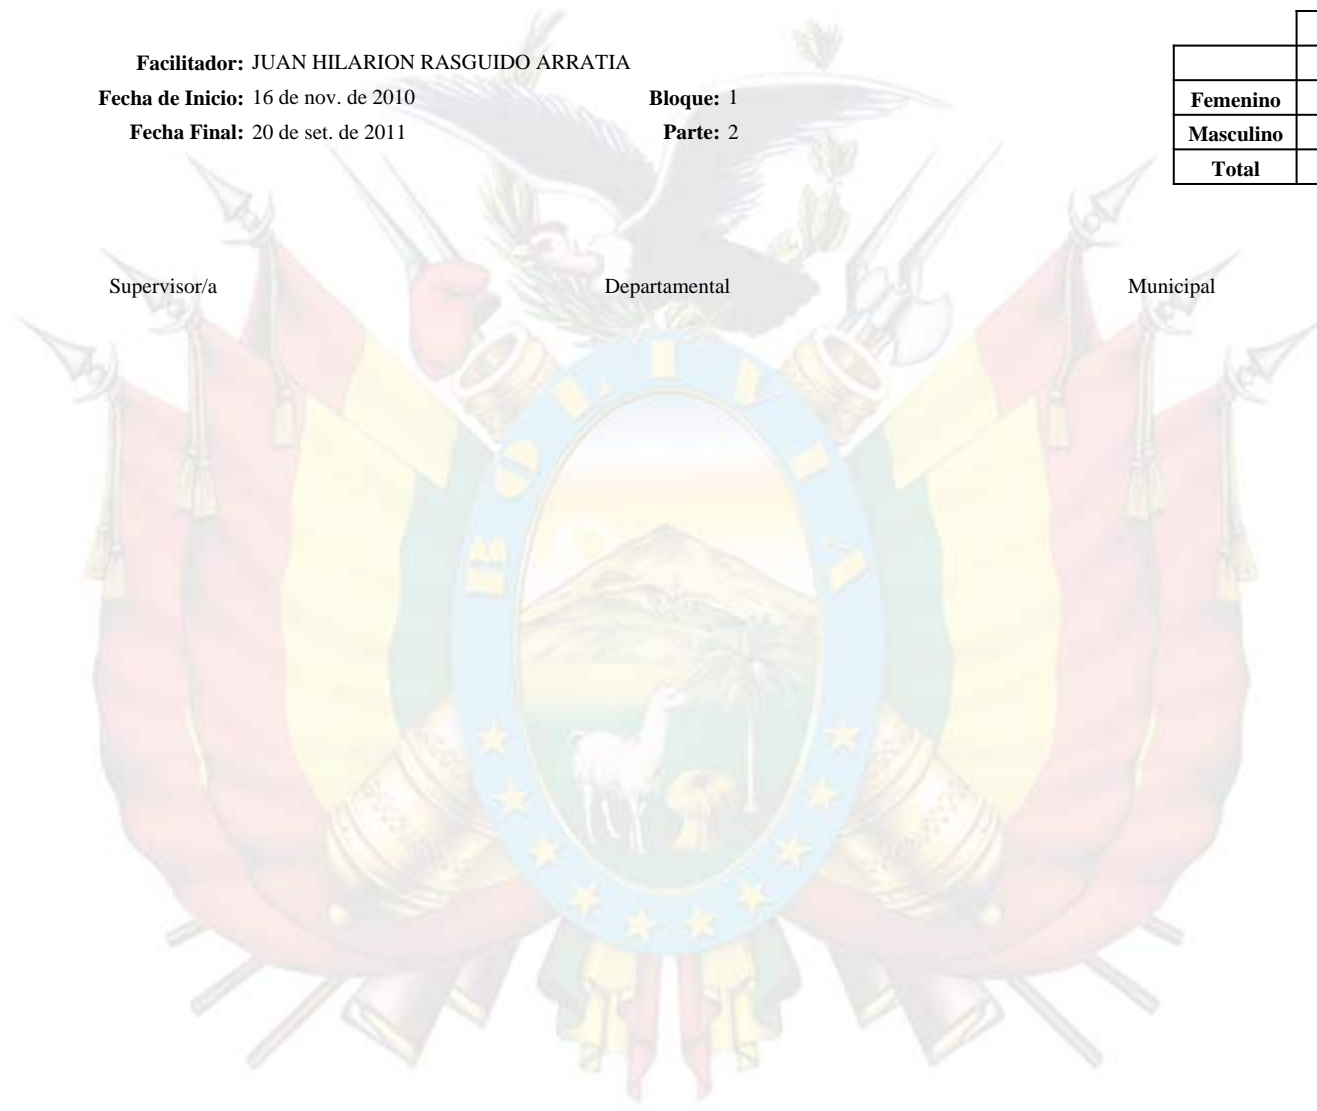 Facilitador: JUAN HILARION RASGUIDO ARRATIA
Fecha de Inicio: 16 de nov. de 2010 Bloque: 1
Fecha Final: 20 de set. de 2011 Parte: 2
Femenino
Masculino
Total
Supervisor/a Departamental Municipal
BOLIVIA